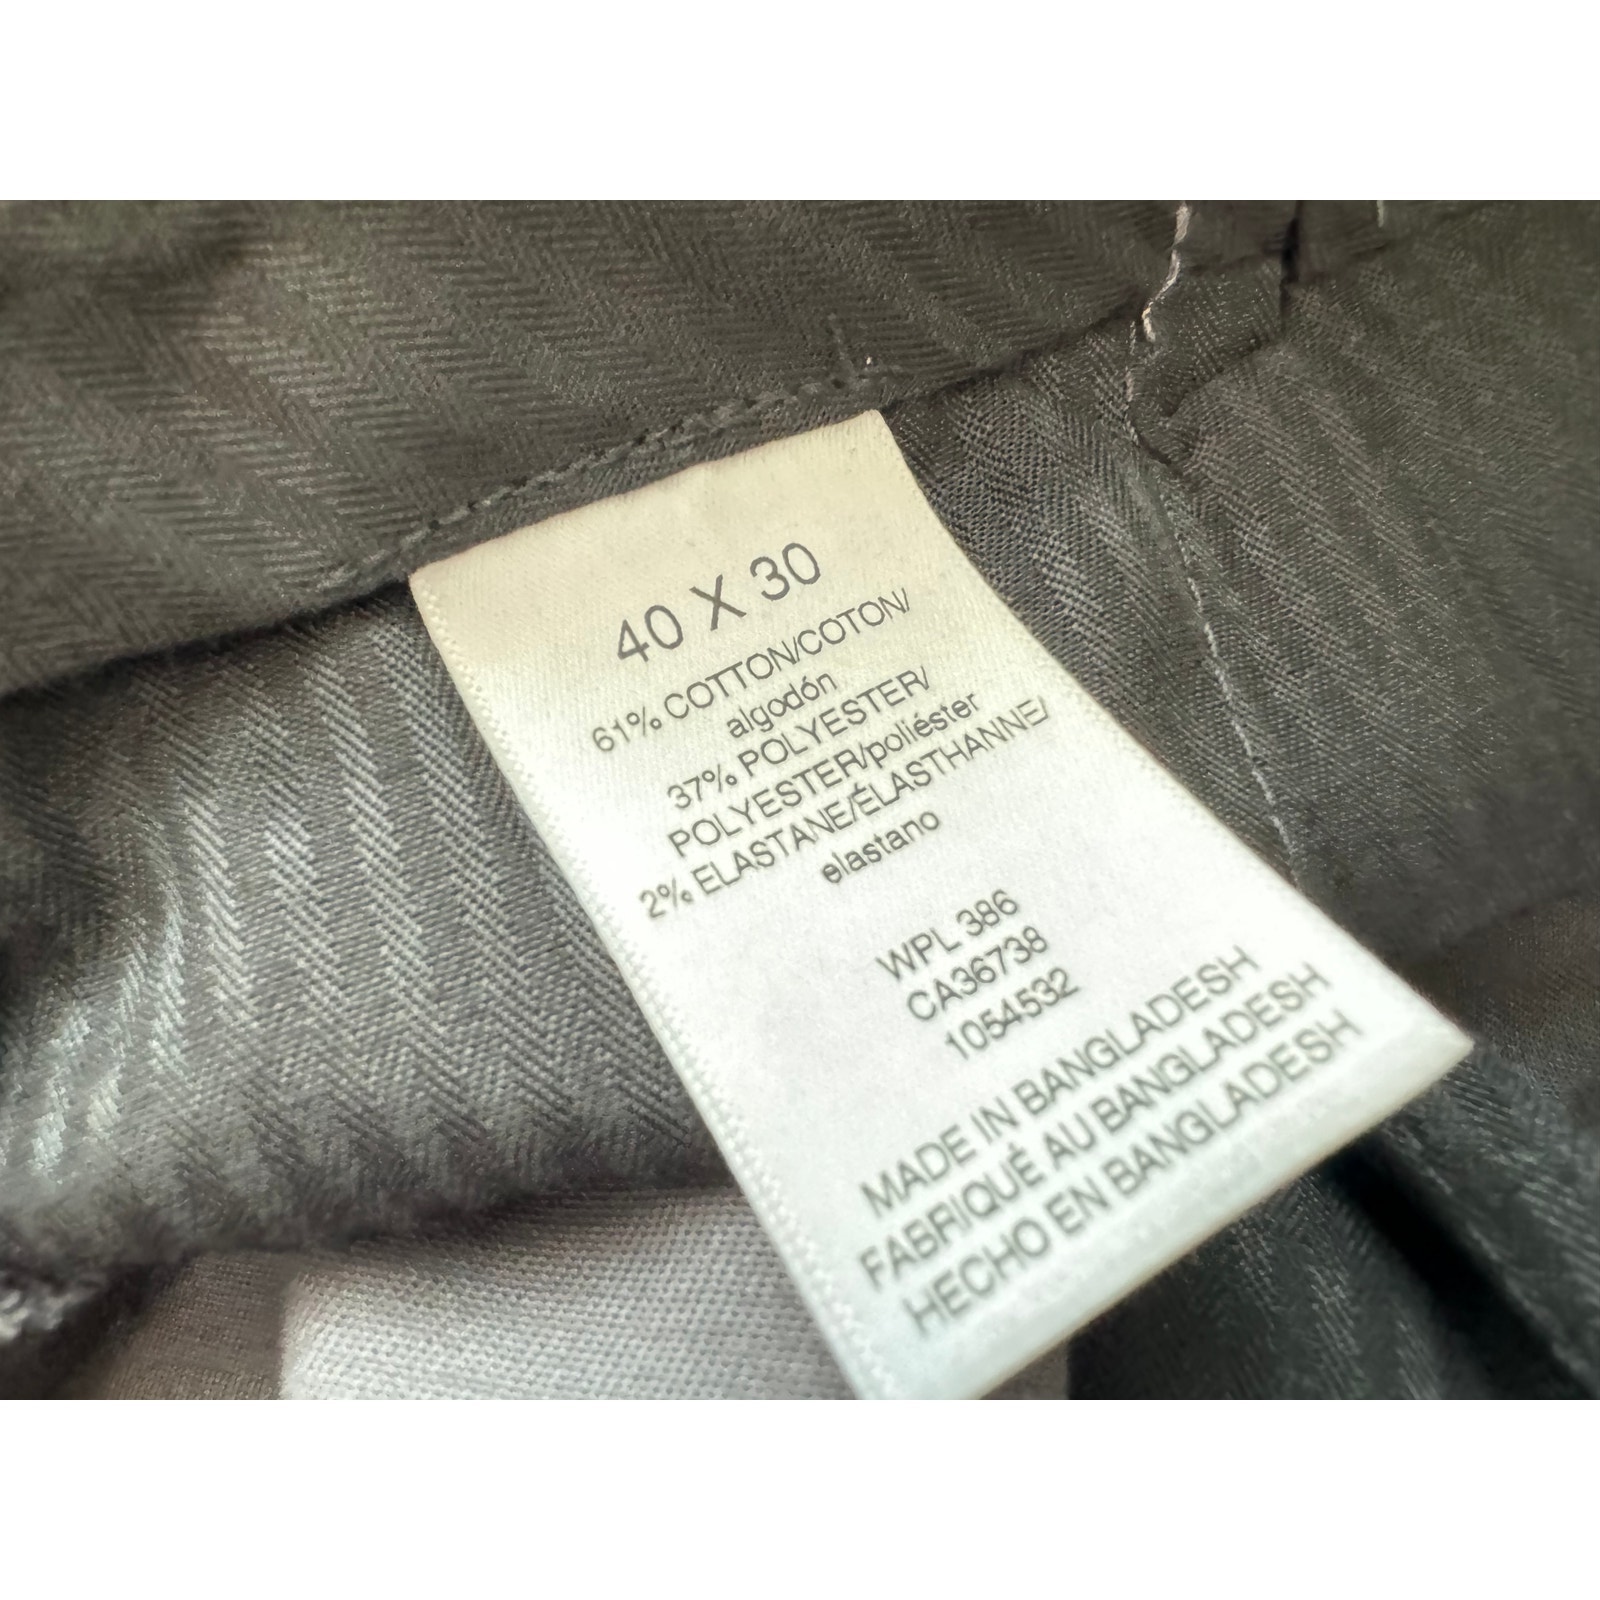 40 X 30
61% COTTON/COTON/
algodón
37% POLYESTER/
POLYESTER/poliéster
2% ELASTANE/ÉLASTHANNE/
elastano
WPL 386
CA36738
1054532
MADE IN BANGLADESH
FABRIQUÉ AU BANGLADESH
HECHO EN BANGLADESH